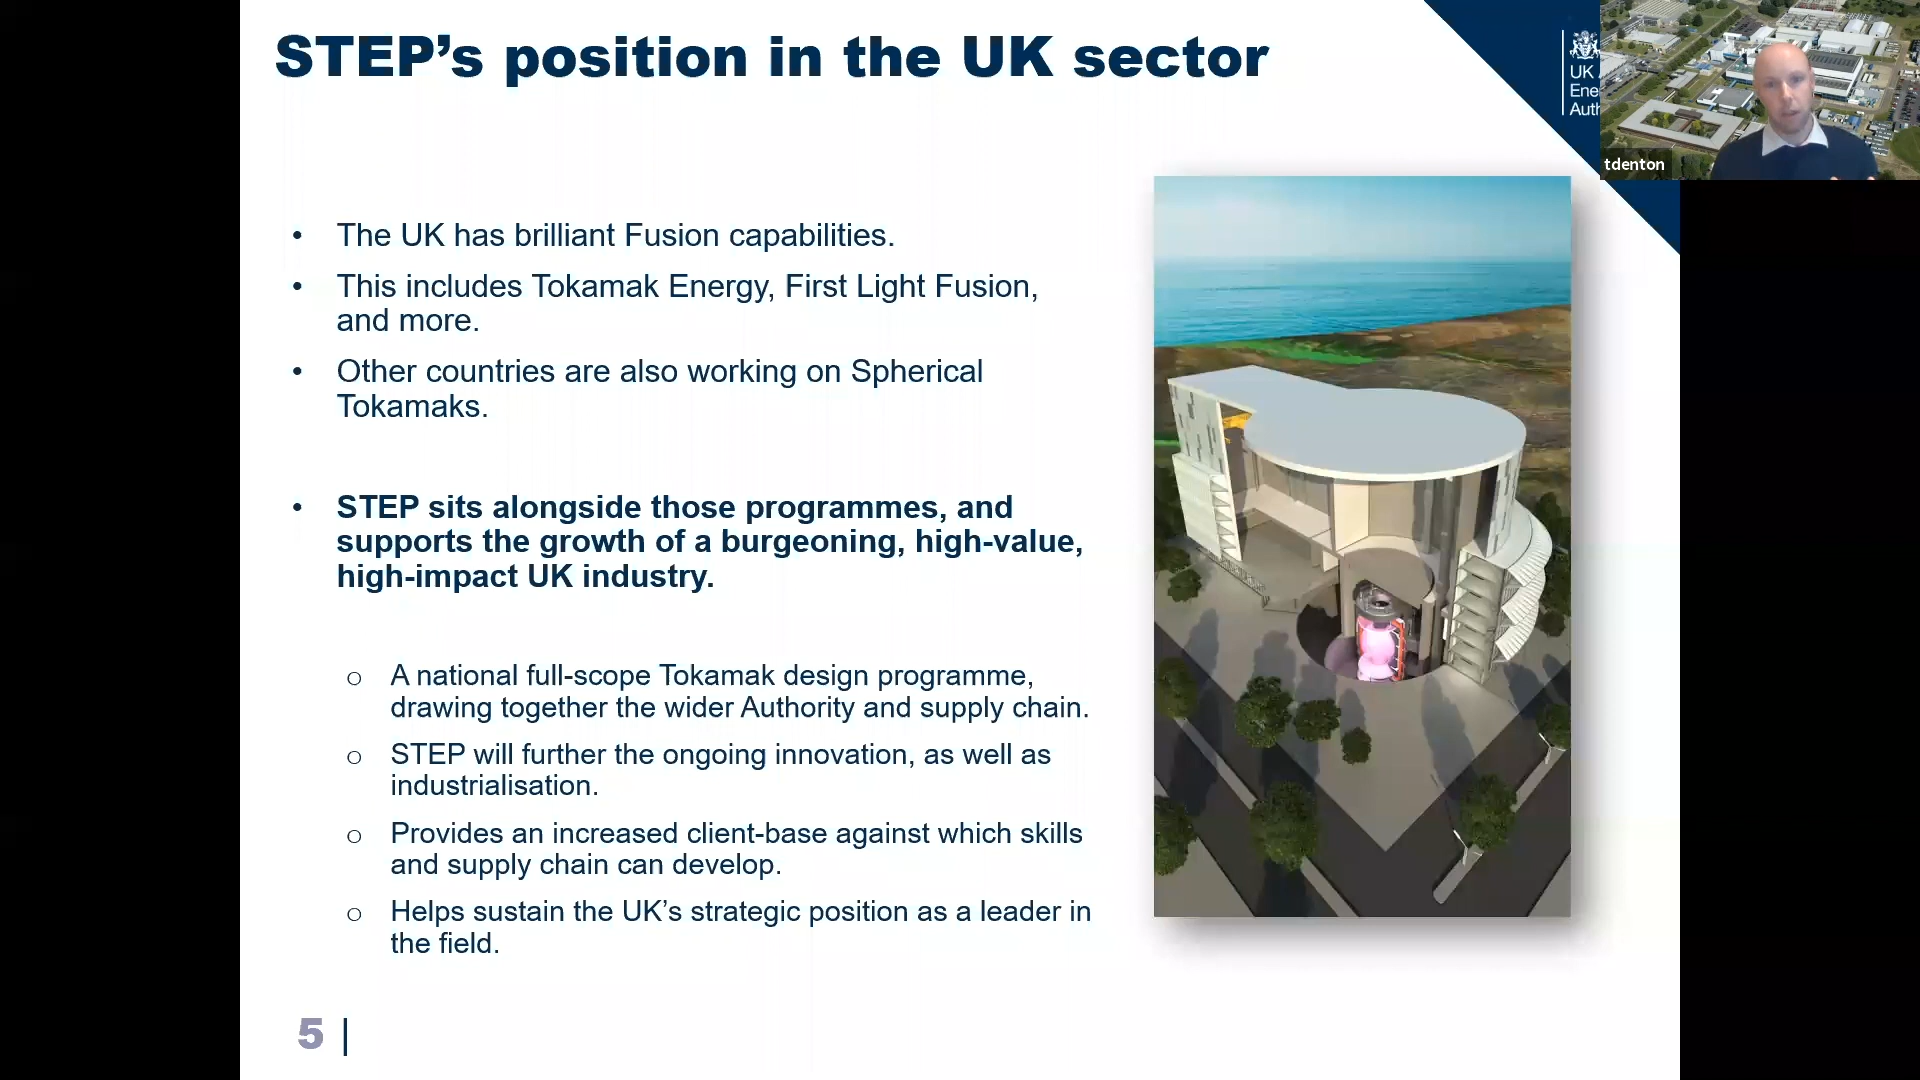 STEP’s position in the UK sector
UK
Ene
Auth
tdenton
• The UK has brilliant Fusion capabilities.
• This includes Tokamak Energy, First Light Fusion,
and more.
• Other countries are also working on Spherical
Tokamaks.
• STEP sits alongside those programmes, and
supports the growth of a burgeoning, high-value,
high-impact UK industry.
o A national full-scope Tokamak design programme,
drawing together the wider Authority and supply chain.
o STEP will further the ongoing innovation, as well as
industrialisation.
o Provides an increased client-base against which skills
and supply chain can develop.
o Helps sustain the UK’s strategic position as a leader in
the field.
5 |